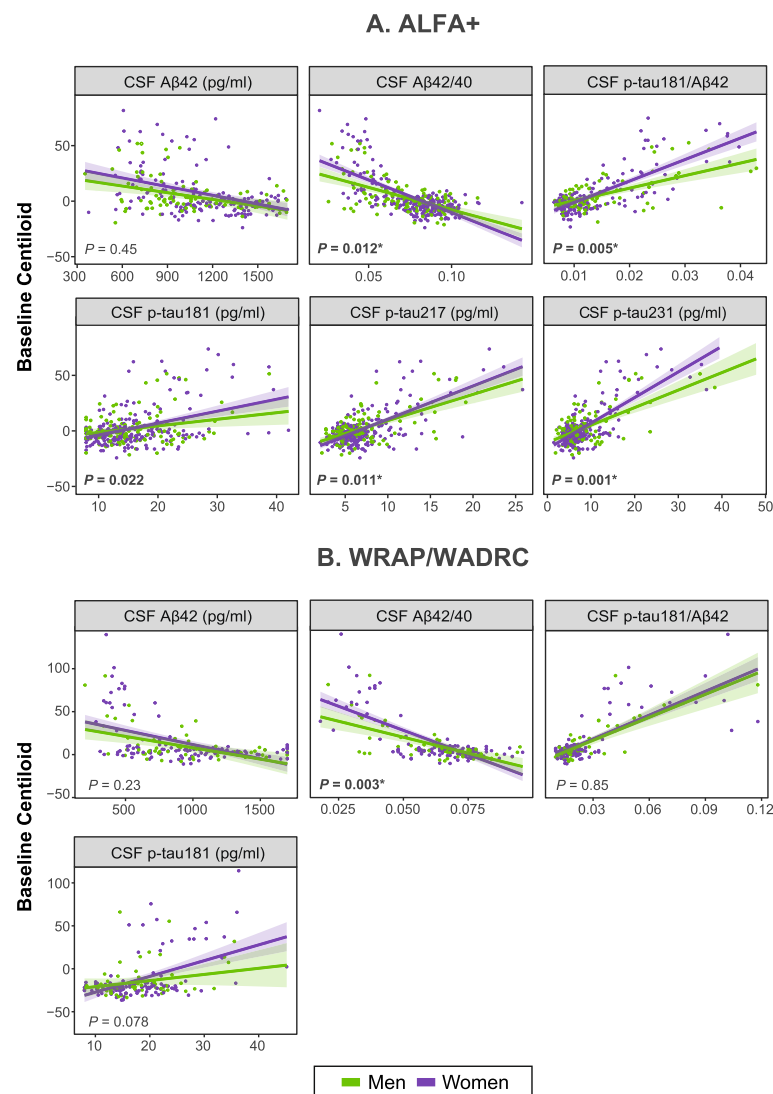 A. ALFA+
CSF Aβ42 (pg/ml)
CSF Aβ42/40
CSF p-tau181/Aβ42
50
0
−50
P = 0.45
P = 0.012*
P = 0.005*
300 600 900 1200 1500
0.05 0.10
0.01 0.02 0.03 0.04
Baseline Centiloid
CSF p-tau181 (pg/ml)
CSF p-tau217 (pg/ml)
CSF p-tau231 (pg/ml)
50
0
−50
P = 0.022
P = 0.011*
P = 0.001*
10 20 30 40
5 10 15 20 25
0 10 20 30 40 50
B. WRAP/WADRC
CSF Aβ42 (pg/ml)
CSF Aβ42/40
CSF p-tau181/Aβ42
100
50
0
−50
P = 0.23
P = 0.003*
P = 0.85
500 1000 1500
0.025 0.050 0.075
0.03 0.06 0.09 0.12
Baseline Centiloid
CSF p-tau181 (pg/ml)
100
50
0
−50
P = 0.078
10 20 30 40
Men Women